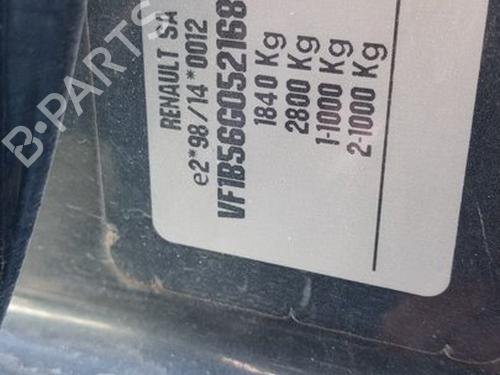 RENAULT SA
e2*98/14*0012
VF1B56G052168
1840 Kg
2800 Kg
1-1000 Kg
2-1000 Kg
B-PARTS